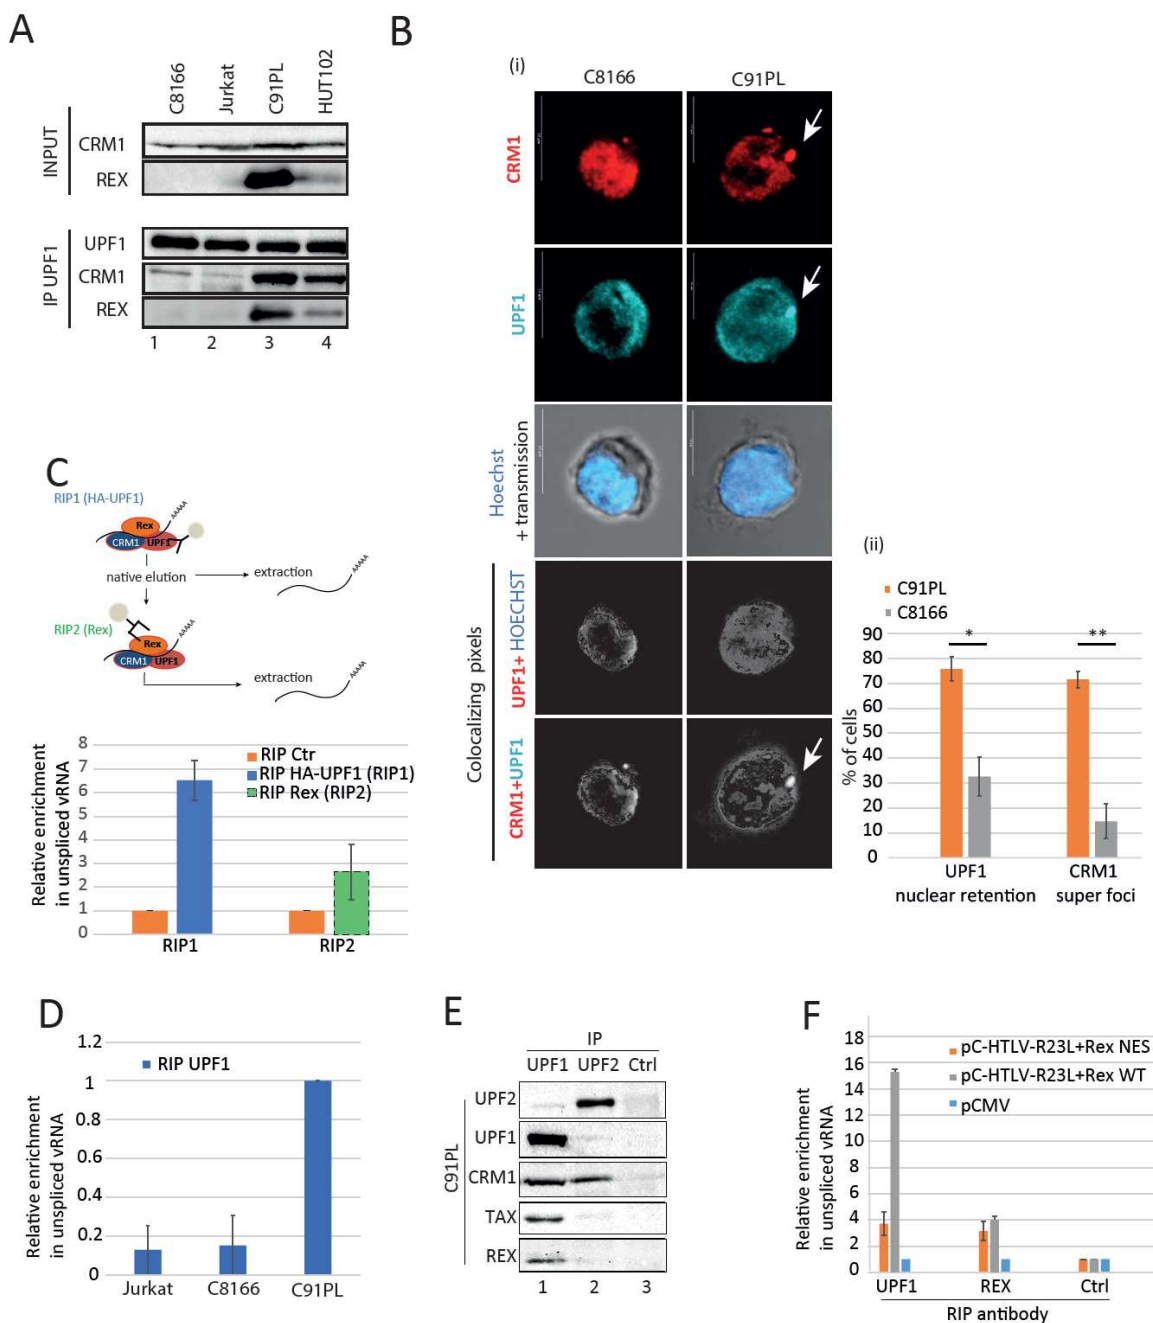 A
C8166
Jurkat
C91PL
HUT102
INPUT
CRM1
REX
IP UPF1
UPF1
CRM1
REX
1 2 3 4
B
(i)
C8166 C91PL
CRM1
UPF1
Hoechst
+ transmission
Colocalizing pixels
UPF1+ HOECHST
CRM1+UPF1
(ii)
C91PL
C8166
* **
90
80
70
60
50
40
30
20
10
0
% of cells
UPF1 CRM1
nuclear retention super foci
C
RIP1 (HA-UPF1)
AAAAA
Rex
CRM1 UPF1
native elution extraction
AAAAA
RIP2 (Rex)
AAAAA
Rex
CRM1 UPF1
extraction
AAAAA
8
7
6
5
4
3
2
1
0
Relative enrichment
in unspliced vRNA
RIP Ctr
RIP HA-UPF1 (RIP1)
RIP Rex (RIP2)
RIP1 RIP2
D
1.2
1
0.8
0.6
0.4
0.2
0
Relative enrichment
in unspliced vRNA
RIP UPF1
Jurkat C8166 C91PL
E
IP
UPF1 UPF2 Ctrl
C91PL
UPF2
UPF1
CRM1
TAX
REX
1 2 3
F
18
16
14
12
10
8
6
4
2
0
Relative enrichment
in unspliced vRNA
pC-HTLV-R23L+Rex NES
pC-HTLV-R23L+Rex WT
pCMV
UPF1 REX Ctrl
RIP antibody